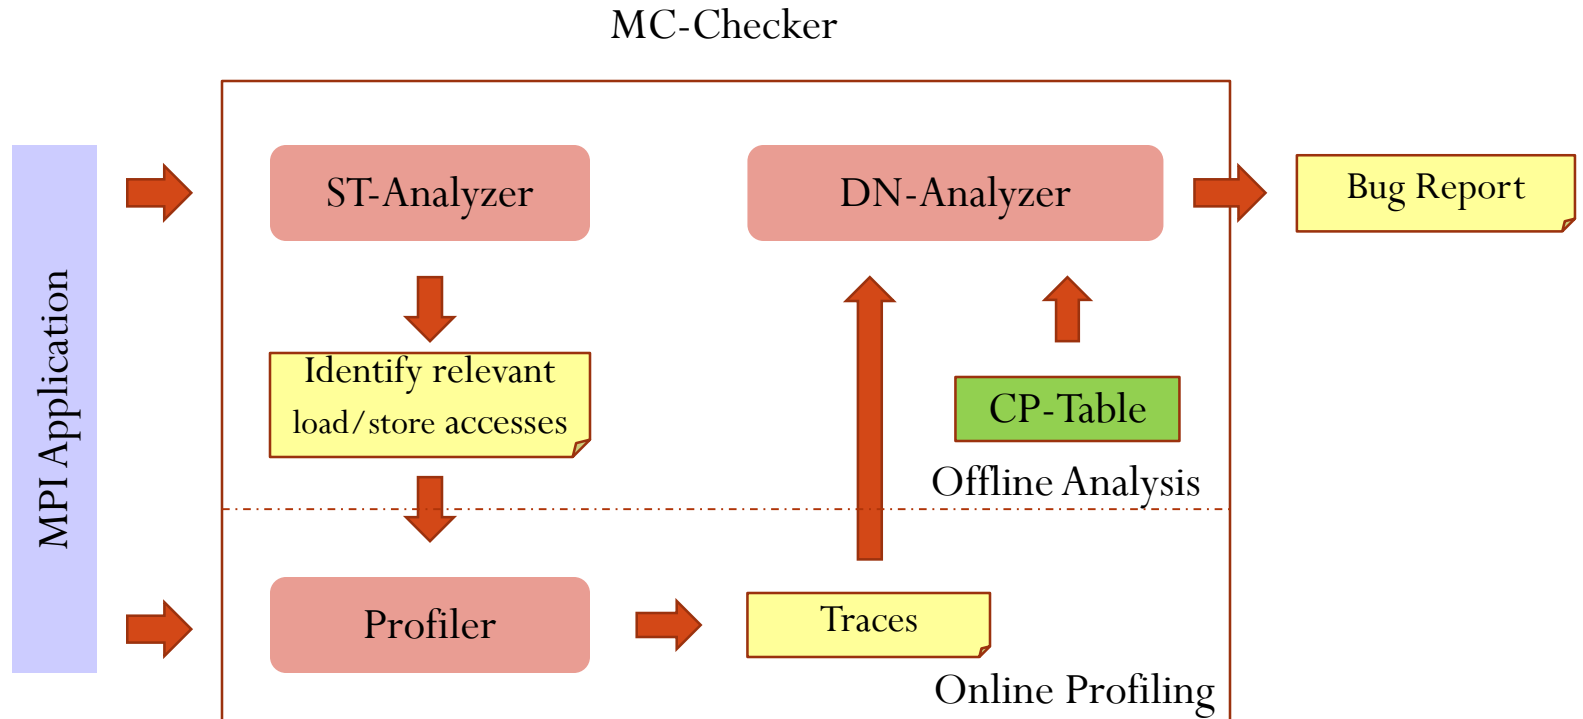 MC-Checker
MPI Application
ST-Analyzer
DN-Analyzer
Bug Report
Identify relevant
load/store accesses
CP-Table
Offline Analysis
Profiler
Traces
Online Profiling